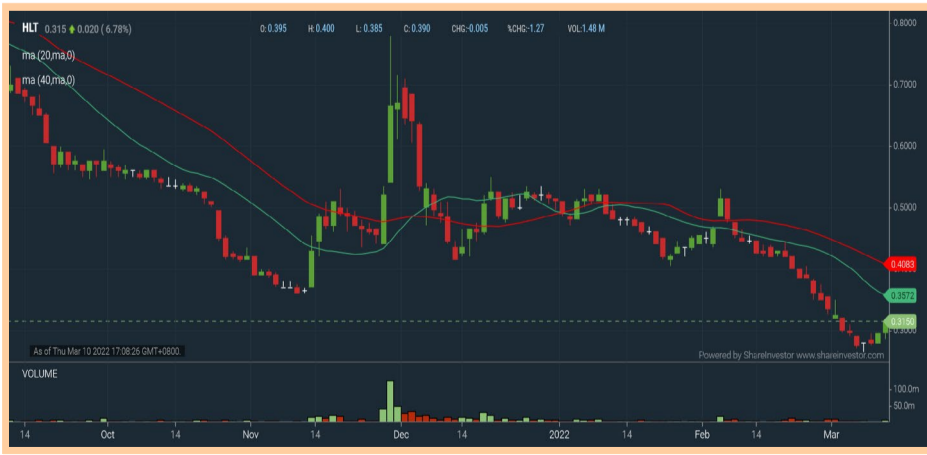 HLT 0.315 0.020 ( 6.78%) O: 0.395 H: 0.400 L: 0.385 C: 0.390 CHG:-0.005 %CHG:-1.27 VOL:1.48 M
ma (20,ma,0)
ma (40,ma,0)
0.8000
0.7000
0.6000
0.5000
0.4083
0.3572
0.3150
0.3000
As of Thu Mar 10 2022 17:08:26 GMT+0800.
Powered by ShareInvestor www.shareinvestor.com
VOLUME
100.0m
50.0m
14 Oct 14 Nov 14 Dec 14 2022 14 Feb 14 Mar